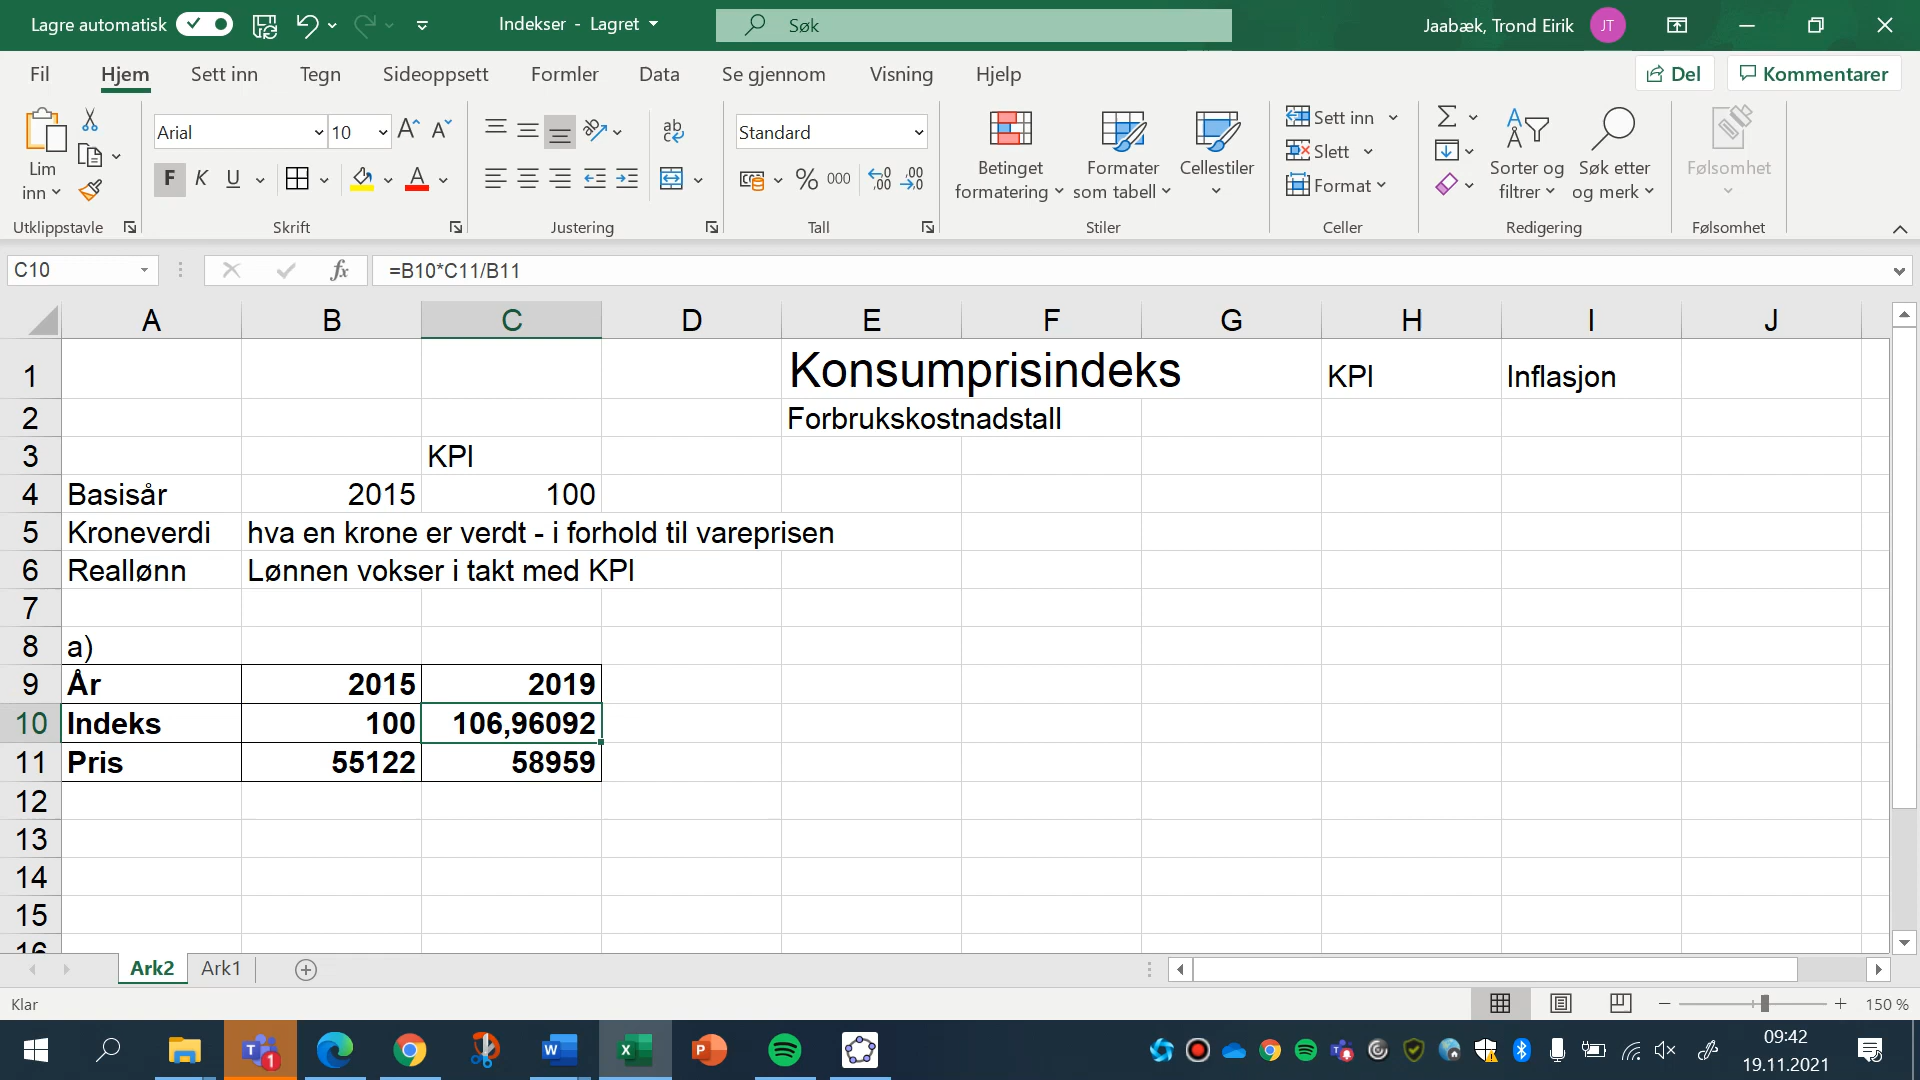 Lagre automatisk
Indekser - Lagret
Søk
Jaabæk, Trond Eirik
JT
Fil
Hjem
Sett inn
Tegn
Sideoppsett
Formler
Data
Se gjennom
Visning
Hjelp
Del
Kommentarer
Lim
inn
Arial
10
F
K
U
ab
Standard
%
000
Betinget
formatering
Formater
som tabell
Cellestiler
Sett inn
Slett
Format
Sorter og
filtrer
Søk etter
og merk
Følsomhet
Utklippstavle
Skrift
Justering
Tall
Stiler
Celler
Redigering
Følsomhet
C10
fx
=B10*C11/B11
A B C D E F G H I J
1 Konsumprisindeks KPI Inflasjon
2 Forbrukskostnadstall
3 KPI
4 Basisår 2015 100
5 Kroneverdi hva en krone er verdt - i forhold til vareprisen
6 Reallønn Lønnen vokser i takt med KPI
7
8 a)
9 År 2015 2019
10 Indeks 100 106,96092
11 Pris 55122 58959
12
13
14
15
16
Ark2
Ark1
Klar
150 %
09:42
19.11.2021